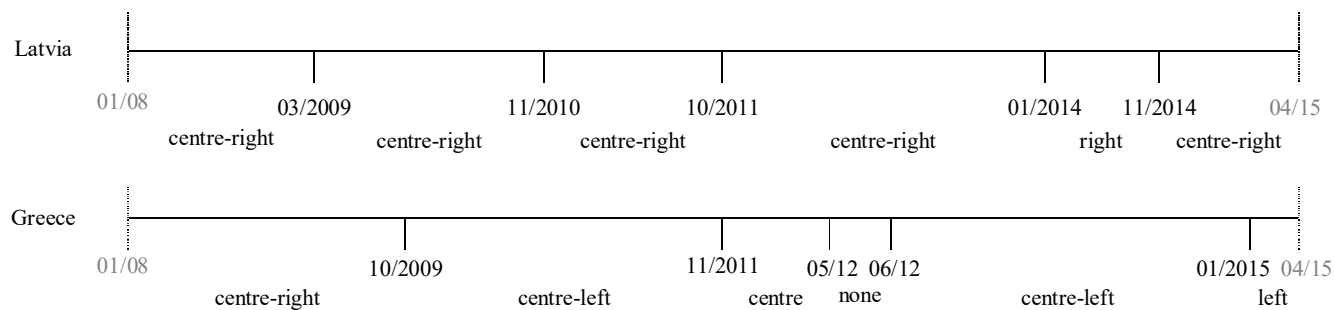 Latvia
01/08 03/2009 11/2010 10/2011 01/2014 11/2014 04/15
centre-right centre-right centre-right centre-right right centre-right
Greece
01/08 10/2009 11/2011 05/12 06/12 01/2015 04/15
centre-right centre-left centre none centre-left left